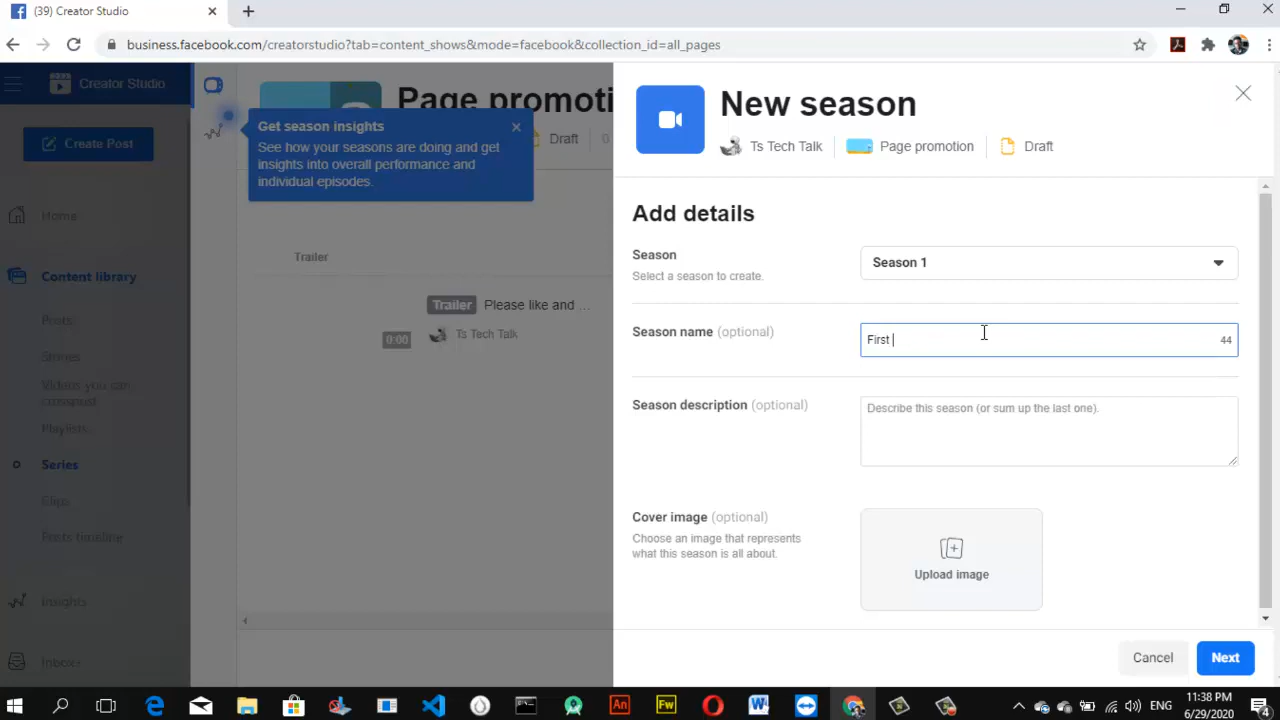 (39) Creator Studio
business.facebook.com/creatorstudio?tab=content_shows&mode=facebook&collection_id=all_pages
Creator Studio
Create Post
Home
Content library
Posts
Stories
Videos you can
crosspost
Playlists
Series
Clips
Posts timeline
Insights
Inbox
Page promoti
Draft
0
Get season insights
See how your seasons are doing and get
insights into overall performance and
individual episodes.
Trailer
Trailer Please like and ...
0:00
Ts Tech Talk
New season
Ts Tech Talk
Page promotion
Draft
Add details
Season
Select a season to create.
Season 1
Season name (optional)
First
44
Season description (optional)
Describe this season (or sum up the last one).
Cover image (optional)
Choose an image that represents
what this season is all about.
Upload image
Cancel
Next
An
Fw
W
ENG
11:38 PM
6/29/2020
4